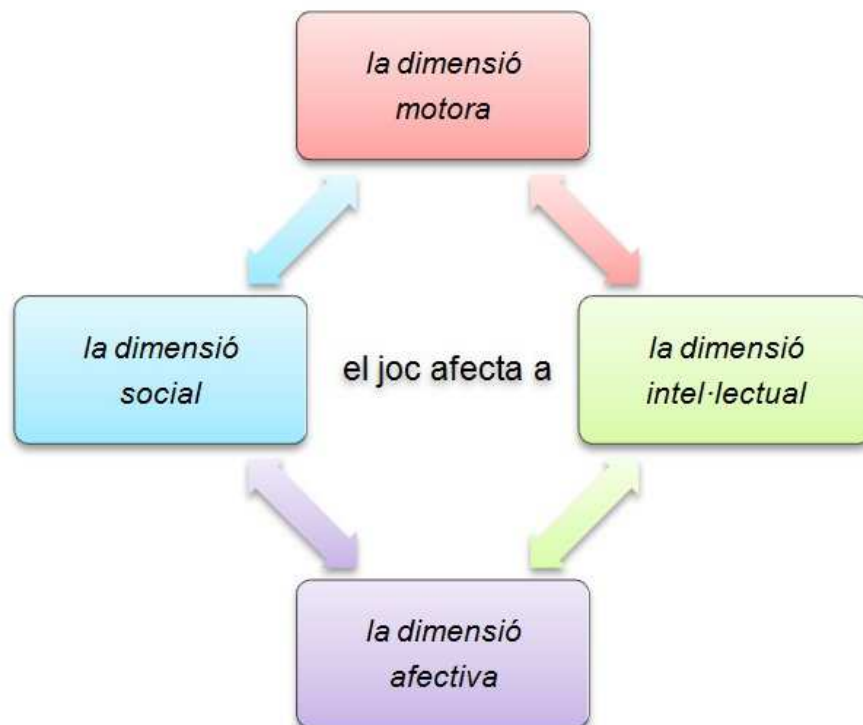 la dimensió
motora
la dimensió
social
el joc afecta a
la dimensió
intel·lectual
la dimensió
afectiva